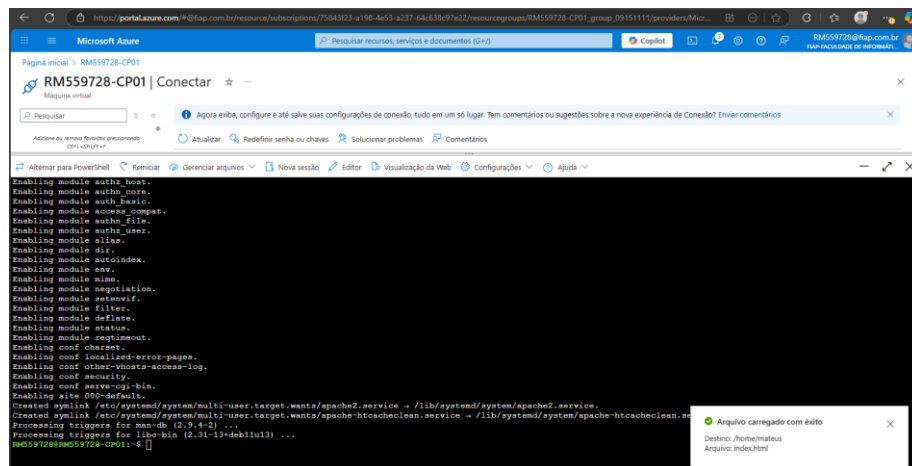 https://portal.azure.com/#@fiap.com.br/resource/subscriptions/75843f23-a198-4e53-a237-64c638c97e22/resourcegroups/RM559728-CP01_group_09151111/providers/Micr...
Microsoft Azure
Pesquisar recursos, serviços e documentos (G+/)
Copilot
RM559728@fiap.com.br
FIAP-FACULDADE DE INFORMÁTI...
Página inicial > RM559728-CP01
RM559728-CP01 | Conectar
Máquina virtual
Pesquisar
Agora exiba, configure e até salve suas configurações de conexão, tudo em um só lugar. Tem comentários ou sugestões sobre a nova experiência de Conexão? Enviar comentários
Adicione ou remova favoritos pressionando
Ctrl+Shift+F
Atualizar Redefinir senha ou chaves Solucionar problemas Comentários
Alternar para PowerShell Reiniciar Gerenciar arquivos Nova sessão Editor Visualização da Web Configurações Ajuda
Enabling module authz_host.
Enabling module authn_core.
Enabling module auth_basic.
Enabling module access_compat.
Enabling module authn_file.
Enabling module authz_user.
Enabling module alias.
Enabling module dir.
Enabling module autoindex.
Enabling module env.
Enabling module mime.
Enabling module negotiation.
Enabling module setenvif.
Enabling module filter.
Enabling module deflate.
Enabling module status.
Enabling module reqtimeout.
Enabling conf charset.
Enabling conf localized-error-pages.
Enabling conf other-vhosts-access-log.
Enabling conf security.
Enabling conf serve-cgi-bin.
Enabling site 000-default.
Created symlink /etc/systemd/system/multi-user.target.wants/apache2.service → /lib/systemd/system/apache2.service.
Created symlink /etc/systemd/system/multi-user.target.wants/apache-htcacheclean.service → /lib/systemd/system/apache-htcacheclean.se
Processing triggers for man-db (2.9.4-2) ...
Processing triggers for libc-bin (2.31-13+deb11u13) ...
RM559728@RM559728-CP01:~$
Arquivo carregado com êxito
Destino: /home/mateus
Arquivo: index.html